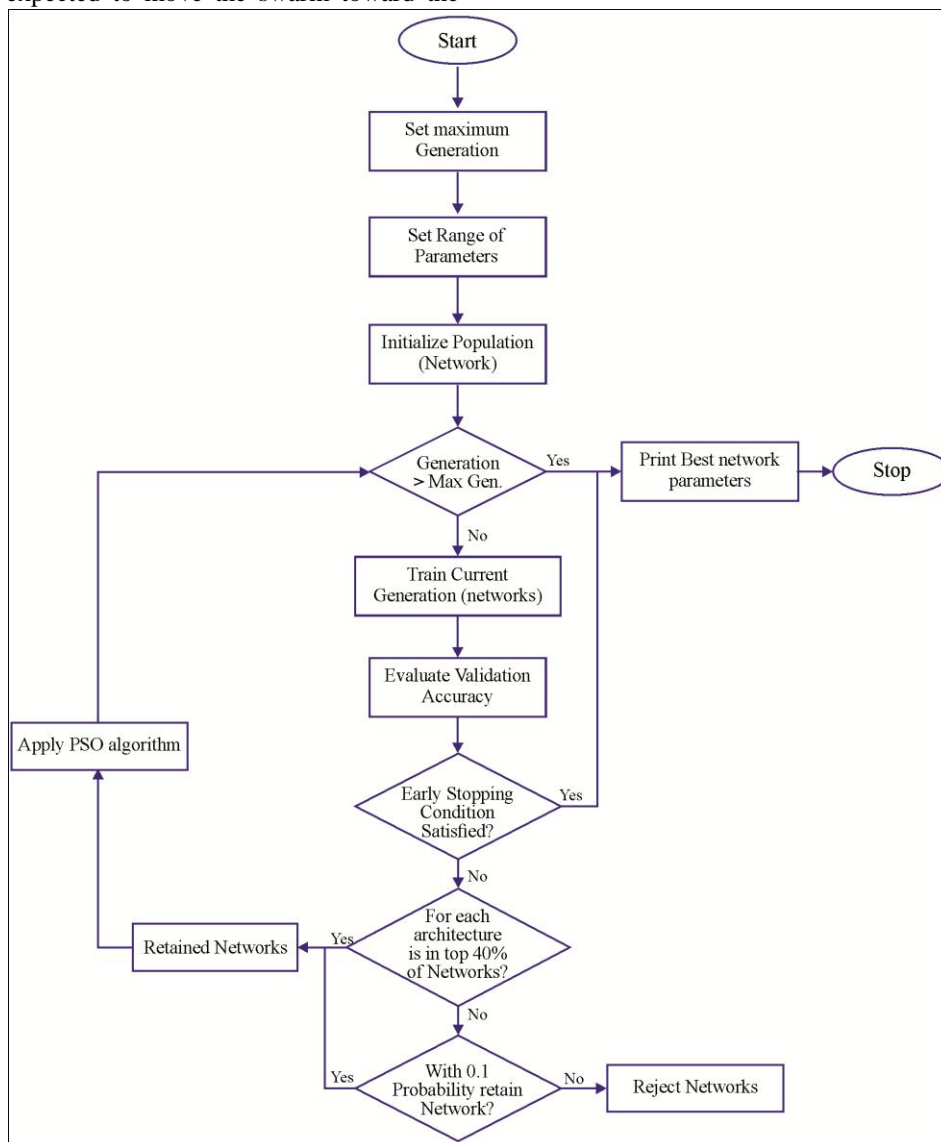 expected to move the swarm toward the
Start
Set maximum
Generation
Set Range of
Parameters
Initialize Population
(Network)
Generation
> Max Gen.
Yes
Print Best network
parameters
Stop
No
Train Current
Generation (networks)
Evaluate Validation
Accuracy
Apply PSO algorithm
Early Stopping
Condition
Satisfied?
Yes
No
For each
architecture
is in top 40%
of Networks?
Yes
Retained Networks
No
With 0.1
Probability retain
Network?
Yes
No
Reject Networks